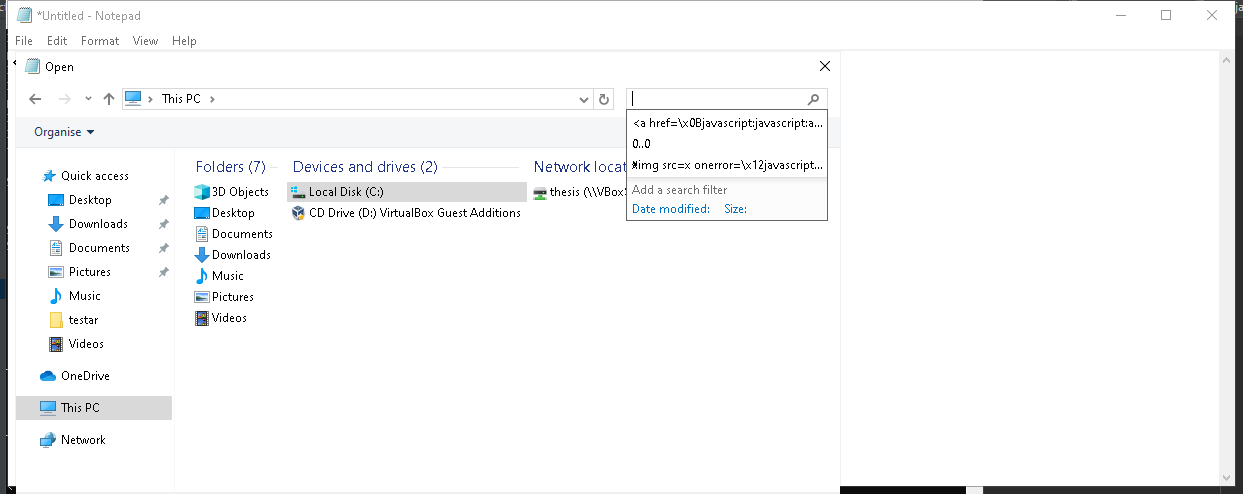 *Untitled - Notepad
File Edit Format View Help
Open
This PC
Organise
Quick access
Desktop
Downloads
Documents
Pictures
Music
testar
Videos
OneDrive
This PC
Network
Folders (7)
3D Objects
Desktop
Documents
Downloads
Music
Pictures
Videos
Devices and drives (2)
Local Disk (C:)
CD Drive (D:) VirtualBox Guest Additions
Network locat
thesis (\\VBox
<a href=\x0Bjavascript:javascript:a...
0..0
img src=x onerror=\x12javascript...
Add a search filter
Date modified: Size: